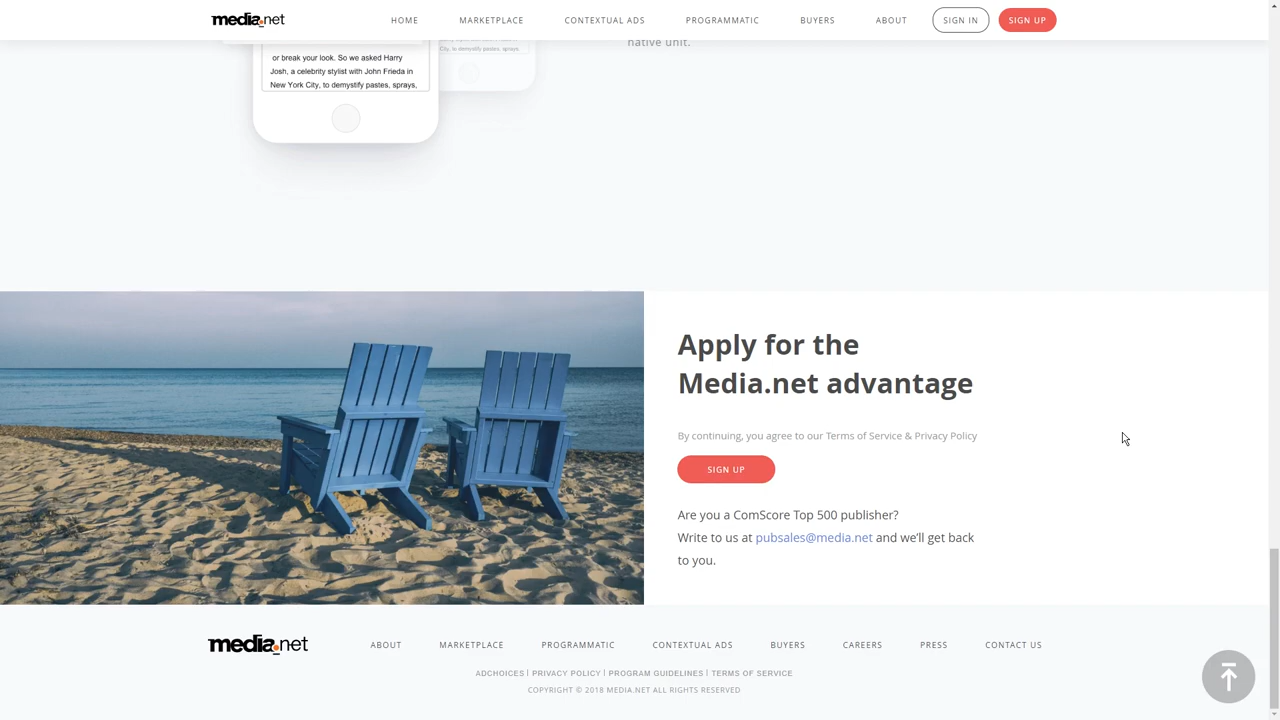 media.net HOME MARKETPLACE CONTEXTUAL ADS PROGRAMMATIC BUYERS ABOUT SIGN IN SIGN UP
native unit.
City, to demystify pastes, sprays
or break your look. So we asked Harry
Josh, a celebrity stylist with John Frieda in
New York City, to demystify pastes, sprays,
Apply for the
Media.net advantage
By continuing, you agree to our Terms of Service & Privacy Policy
SIGN UP
Are you a ComScore Top 500 publisher?
Write to us at pubsales@media.net and we'll get back
to you.
media.net ABOUT MARKETPLACE PROGRAMMATIC CONTEXTUAL ADS BUYERS CAREERS PRESS CONTACT US
ADCHOICES | PRIVACY POLICY | PROGRAM GUIDELINES | TERMS OF SERVICE
COPYRIGHT © 2018 MEDIA.NET ALL RIGHTS RESERVED